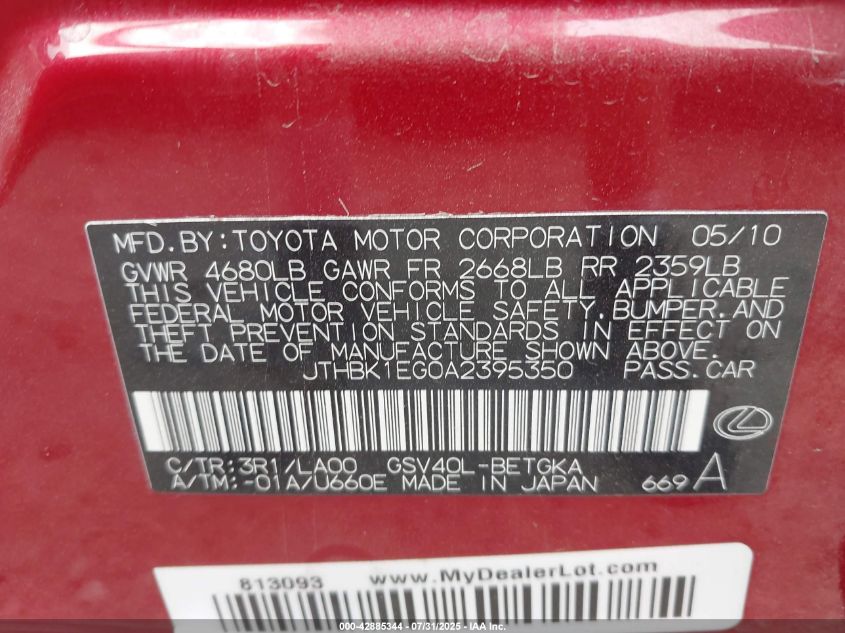 MFD.BY:TOYOTA MOTOR CORPORATION 05/10
GVWR 4680LB GAWR FR 2668LB RR 2359LB
THIS VEHICLE CONFORMS TO ALL APPLICABLE
FEDERAL MOTOR VEHICLE SAFETY,BUMPER,AND
THEFT PREVENTION STANDARDS IN EFFECT ON
THE DATE OF MANUFACTURE SHOWN ABOVE.
JTHBK1EG0A2395350 PASS.CAR
C/TR:3R1/LA00 GSV40L-BETGKA
A/TM:-01A/U660E MADE IN JAPAN 669 A
813093 www.MyDealerLot.com
000-42885344 - 07/31/2025 - IAA Inc.